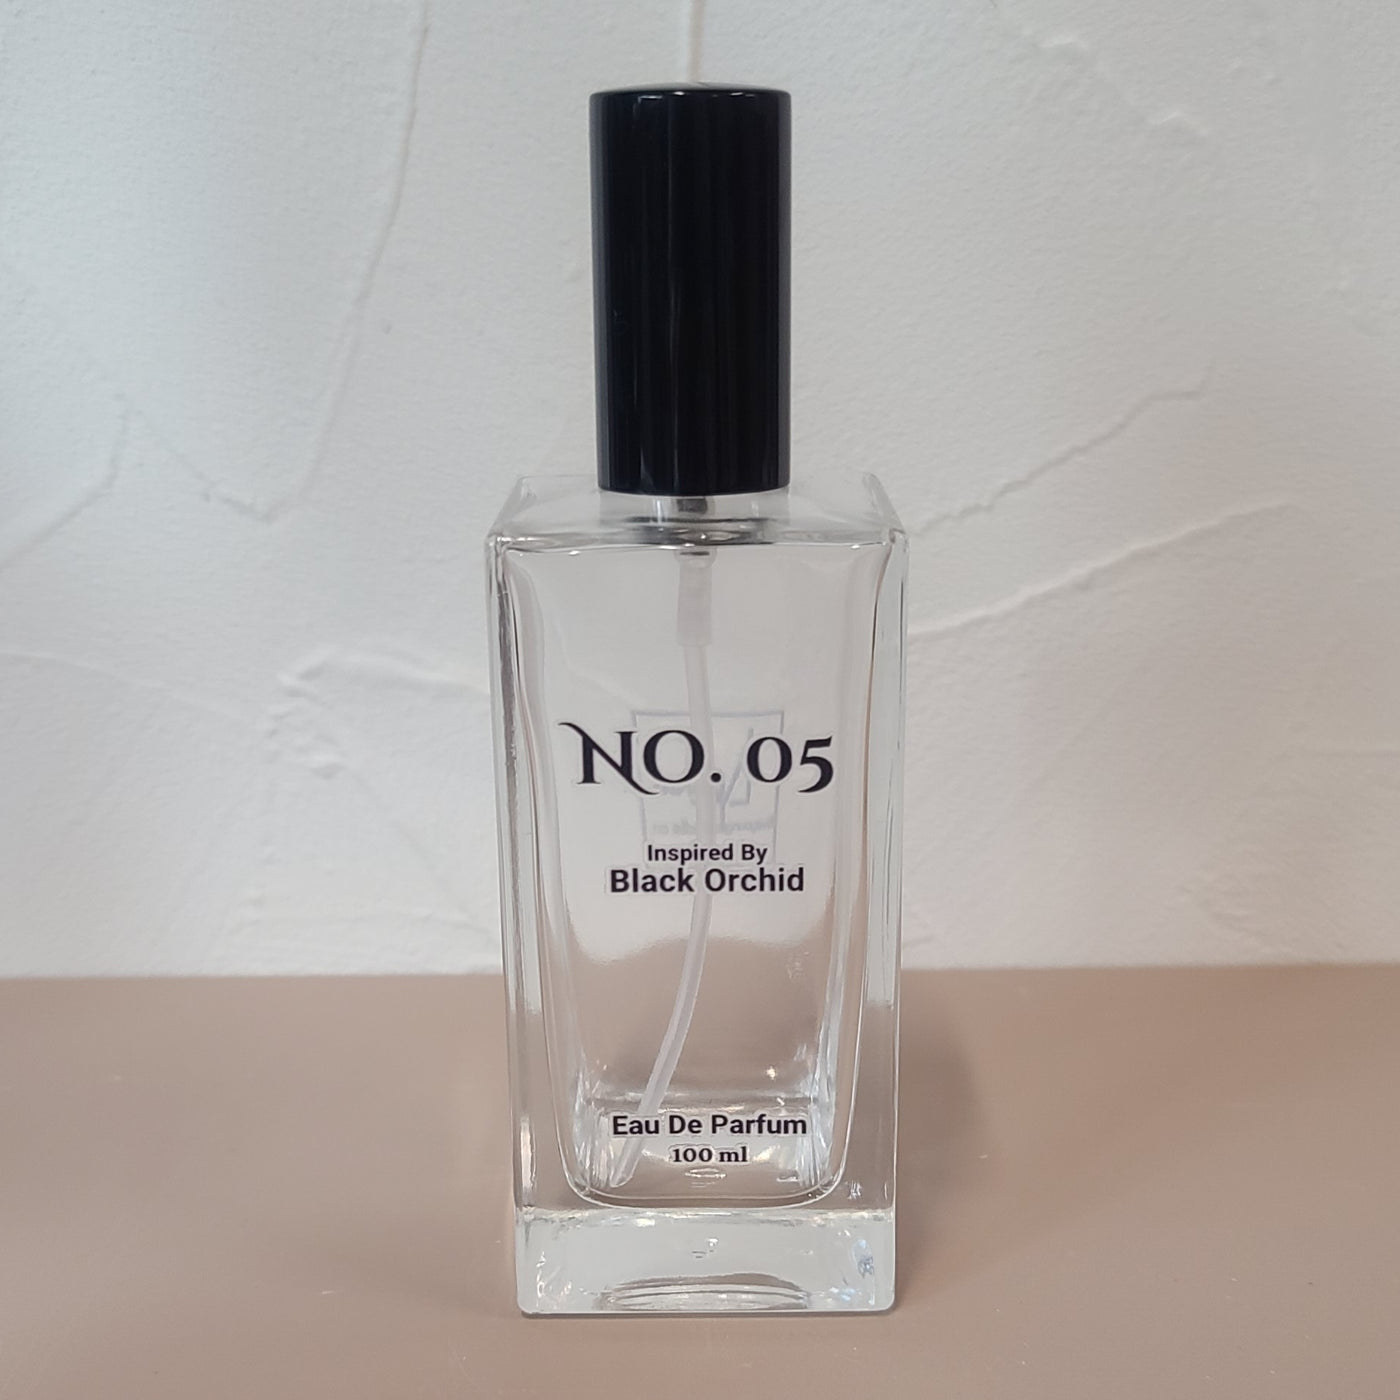 NO. 05
Inspired By
Black Orchid
Eau De Parfum
100 ml